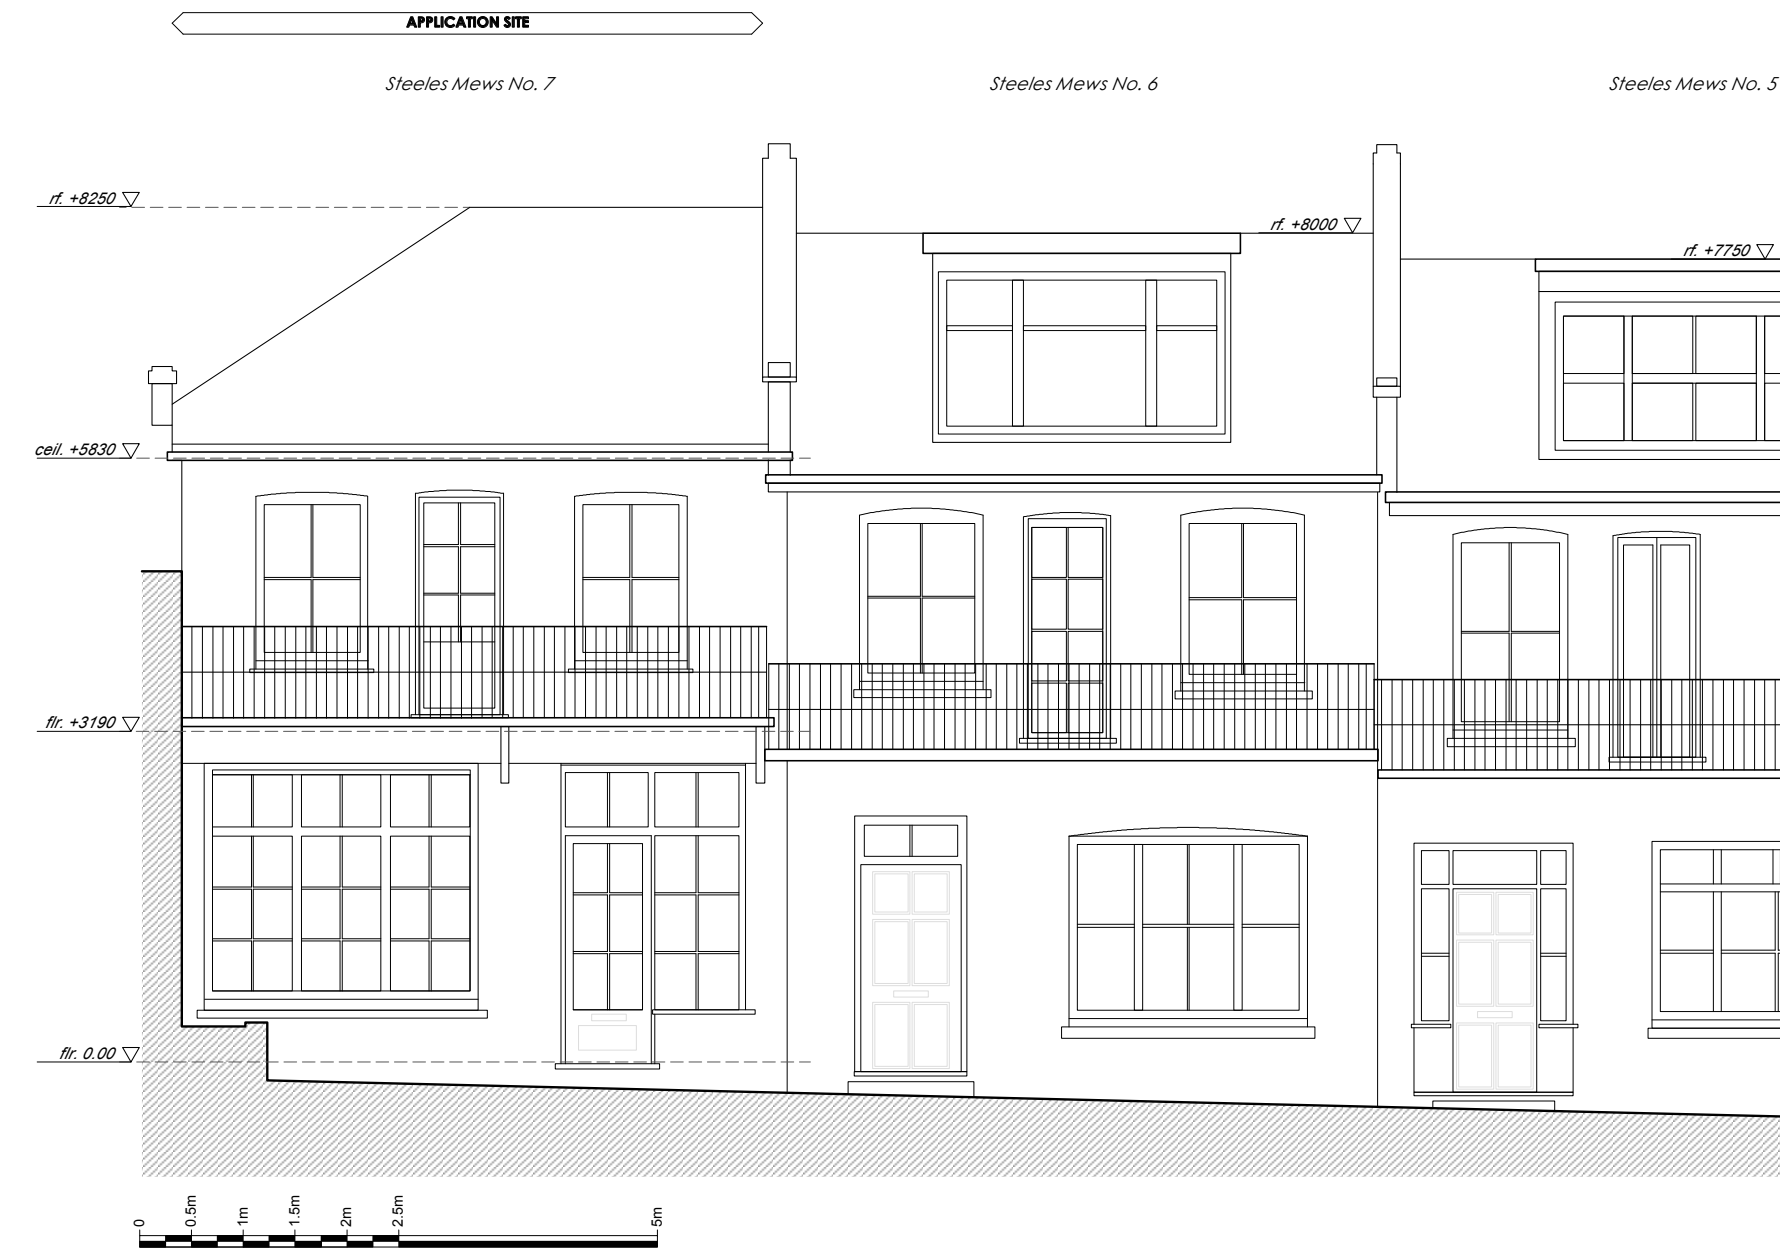 APPLICATION SITE
Steeles Mews No. 7
Steeles Mews No. 6
Steeles Mews No. 5
rf. +8250
rf. +8000
rf. +7750
ceil. +5830
flr. +3190
flr. 0.00
0
0.5m
1m
1.5m
2m
2.5m
5m